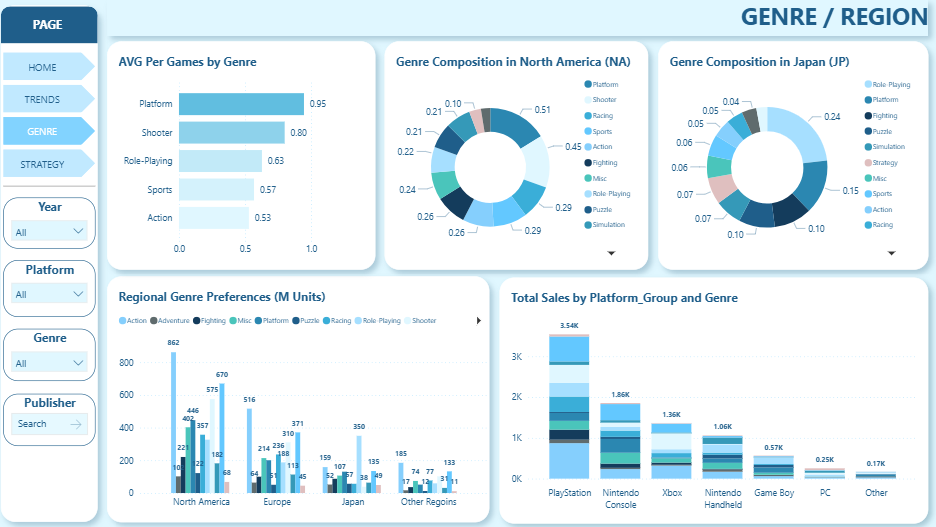 PAGE
GENRE / REGION
HOME
TRENDS
GENRE
STRATEGY
Year
All
Platform
All
Genre
All
Publisher
Search
AVG Per Games by Genre
Platform 0.95
Shooter 0.80
Role-Playing 0.63
Sports 0.57
Action 0.53
0.0 0.5 1.0
Genre Composition in North America (NA)
0.51
0.45
0.29
0.29
0.26
0.26
0.24
0.22
0.21
0.21
0.10
Platform
Shooter
Racing
Sports
Action
Fighting
Misc
Role-Playing
Puzzle
Simulation
Genre Composition in Japan (JP)
0.24
0.15
0.10
0.10
0.07
0.07
0.06
0.06
0.05
0.05
0.04
Role-Playing
Platform
Fighting
Puzzle
Simulation
Strategy
Misc
Sports
Action
Racing
Regional Genre Preferences (M Units)
Action Adventure Fighting Misc Platform Puzzle Racing Role-Playing Shooter
800
600
400
200
0
862
221
402
446
357
575
182
670
68
516
64
214
51
236
188
310
113
371
45
159
52
107
57
350
38
135
49
185
17
74
12
77
31
133
11
North America Europe Japan Other Regoins
Total Sales by Platform_Group and Genre
3K
2K
1K
0K
3.54K
1.86K
1.36K
1.06K
0.57K
0.25K
0.17K
PlayStation
Nintendo Console
Xbox
Nintendo Handheld
Game Boy
PC
Other